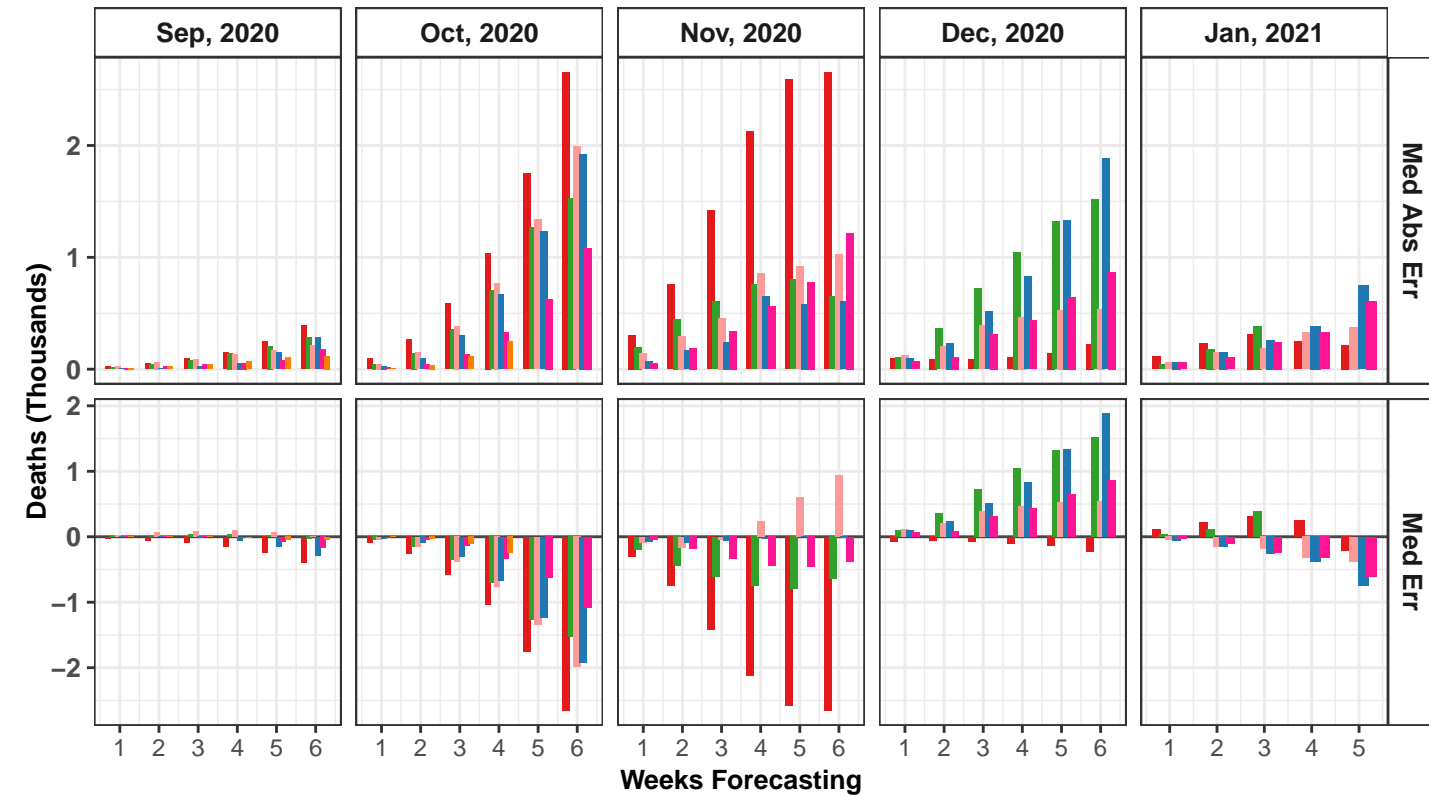 Sep, 2020
Oct, 2020
Nov, 2020
Dec, 2020
Jan, 2021
2
1
0
Med Abs Err
2
1
0
−1
−2
Med Err
Deaths (Thousands)
1 2 3 4 5 6
1 2 3 4 5 6
1 2 3 4 5 6
1 2 3 4 5 6
1 2 3 4 5
Weeks Forecasting